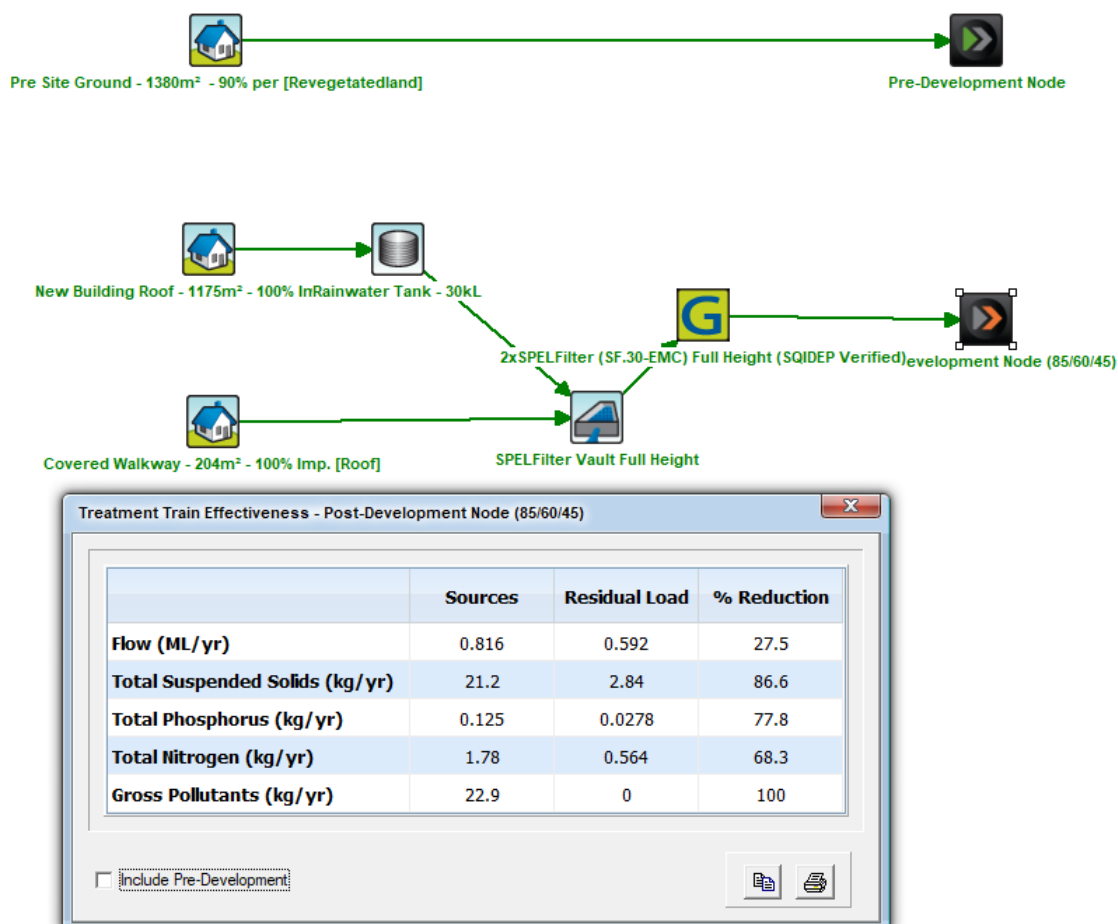 Pre Site Ground - 1380m² - 90% per [Revegetatedland]
Pre-Development Node
New Building Roof - 1175m² - 100% Im
Rainwater Tank - 30kL
2xSPELFilter (SF.30-EMC) Full Height (SQIDEP Verified)
evelopment Node (85/60/45)
Covered Walkway - 204m² - 100% Imp. [Roof]
SPELFilter Vault Full Height
G
Treatment Train Effectiveness - Post-Development Node (85/60/45)
Sources Residual Load % Reduction
Flow (ML/yr) 0.816 0.592 27.5
Total Suspended Solids (kg/yr) 21.2 2.84 86.6
Total Phosphorus (kg/yr) 0.125 0.0278 77.8
Total Nitrogen (kg/yr) 1.78 0.564 68.3
Gross Pollutants (kg/yr) 22.9 0 100
Include Pre-Development